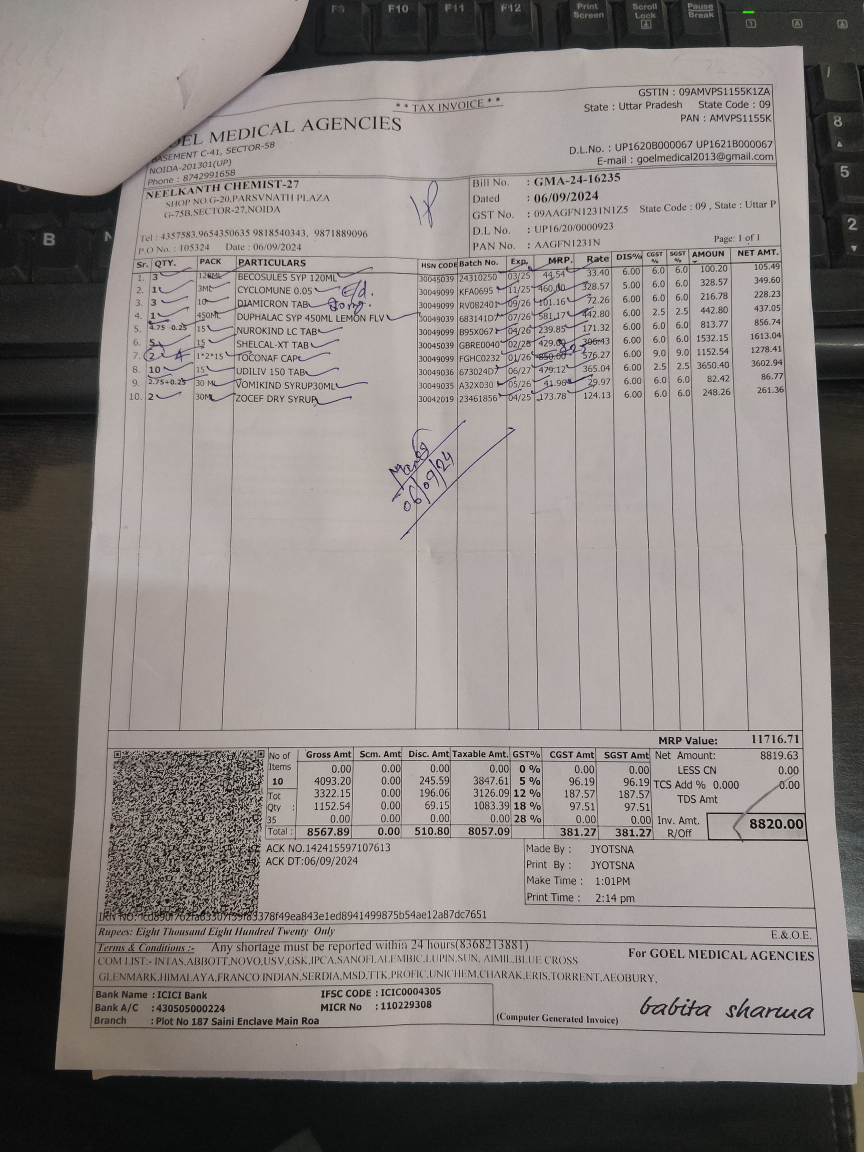 F9 F10 F11 F12 Print Screen Scroll Lock Pause Break
** TAX INVOICE **
GSTIN : 09AMVPS1155K1ZA
State : Uttar Pradesh State Code : 09
PAN : AMVPS1155K
OEL MEDICAL AGENCIES
BASEMENT C-41, SECTOR-58
NOIDA-201301(UP)
Phone : 8742991658
D.L.No. : UP1620B000067 UP1621B000067
E-mail : goelmedical2013@gmail.com
NEELKANTH CHEMIST-27
SHOP NO.G-20,PARSVNATH PLAZA
G-75B,SECTOR-27,NOIDA
Tel : 4357583,9654350635 9818540343, 9871889096
P.O No : 105324 Date : 06/09/2024
Bill No. : GMA-24-16235
Dated : 06/09/2024
GST No. : 09AAGFN1231N1Z5 State Code : 09 , State : Uttar P
D.L No. : UP16/20/0000923
PAN No. : AAGFN1231N
Page: 1 of 1
Sr. QTY. PACK PARTICULARS HSN CODE Batch No. Exp. MRP. Rate DIS% CGST % SGST % AMOUN NET AMT.
1. 3 120ML BECOSULES SYP 120ML 30045039 24310250 03/25 44.54 33.40 6.00 6.0 6.0 100.20 105.49
2. 1 3ML CYCLOMUNE 0.05 E/d. 30049099 KFA0695 11/25 460.00 328.57 5.00 6.0 6.0 328.57 349.60
3. 3 10 DIAMICRON TAB 30049099 RV082401 09/26 101.16 72.26 6.00 6.0 6.0 216.78 228.23
4. 1 450ML DUPHALAC SYP 450ML LEMON FLV 30049039 683141D7 07/26 581.17 442.80 6.00 2.5 2.5 442.80 437.05
5. 4.75+0.25 15 NUROKIND LC TAB 30049099 B95X067 04/26 239.85 171.32 6.00 6.0 6.0 813.77 856.74
6. 5 15 SHELCAL-XT TAB 30045039 GBRE0040 02/26 429.00 306.43 6.00 6.0 6.0 1532.15 1613.04
7. 2 1*2*15 TOCONAF CAP 30049099 FGHC0232 01/26 850.00 576.27 6.00 9.0 9.0 1152.54 1278.41
8. 10 15 UDILIV 150 TAB 30049036 673024D7 06/27 479.12 365.04 6.00 2.5 2.5 3650.40 3602.94
9. 2.75+0.25 30 ML VOMIKIND SYRUP30ML 30049035 A32X030 05/26 41.96 29.97 6.00 6.0 6.0 82.42 86.77
10. 2 30ML ZOCEF DRY SYRUP 30042019 23461856 04/25 173.78 124.13 6.00 6.0 6.0 248.26 261.36
06/09/24
MRP Value: 11716.71
No of Items Gross Amt Scm. Amt Disc. Amt Taxable Amt. GST% CGST Amt SGST Amt
0.00 0.00 0.00 0.00 0 % 0.00 0.00
10 4093.20 0.00 245.59 3847.61 5 % 96.19 96.19
Tot 3322.15 0.00 196.06 3126.09 12 % 187.57 187.57
Qty : 1152.54 0.00 69.15 1083.39 18 % 97.51 97.51
35 0.00 0.00 0.00 0.00 28 % 0.00 0.00
Total : 8567.89 0.00 510.80 8057.09 381.27 381.27
Net Amount: 8819.63
LESS CN 0.00
TCS Add % 0.000 0.00
TDS Amt
Inv. Amt. R/Off 8820.00
ACK NO.142415597107613
ACK DT:06/09/2024
Made By : JYOTSNA
Print By : JYOTSNA
Make Time : 1:01PM
Print Time : 2:14 pm
Rupees: Eight Thousand Eight Hundred Twenty Only
E.& O.E.
Terms & Conditions :- Any shortage must be reported within 24 hours(8368213881)
COM LIST:- INTAS,ABBOTT,NOVO,USV,GSK,IPCA,SANOFI,ALEMBIC,LUPIN,SUN, AIMIL,BLUE CROSS
GLENMARK,HIMALAYA,FRANCO INDIAN,SERDIA,MSD,TTK,PROFIC,UNICHEM,CHARAK,ERIS,TORRENT,AEOBURY,
For GOEL MEDICAL AGENCIES
Bank Name : ICICI Bank IFSC CODE : ICIC0004305
Bank A/C : 430505000224 MICR No : 110229308
Branch : Plot No 187 Saini Enclave Main Roa
(Computer Generated Invoice)
babita sharma